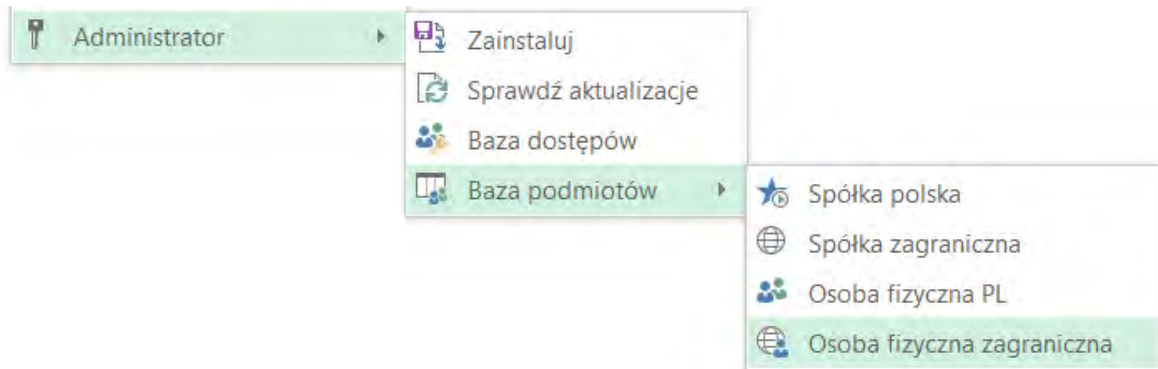 Administrator
Zainstaluj
Sprawdź aktualizacje
Baza dostępów
Baza podmiotów
Spółka polska
Spółka zagraniczna
Osoba fizyczna PL
Osoba fizyczna zagraniczna